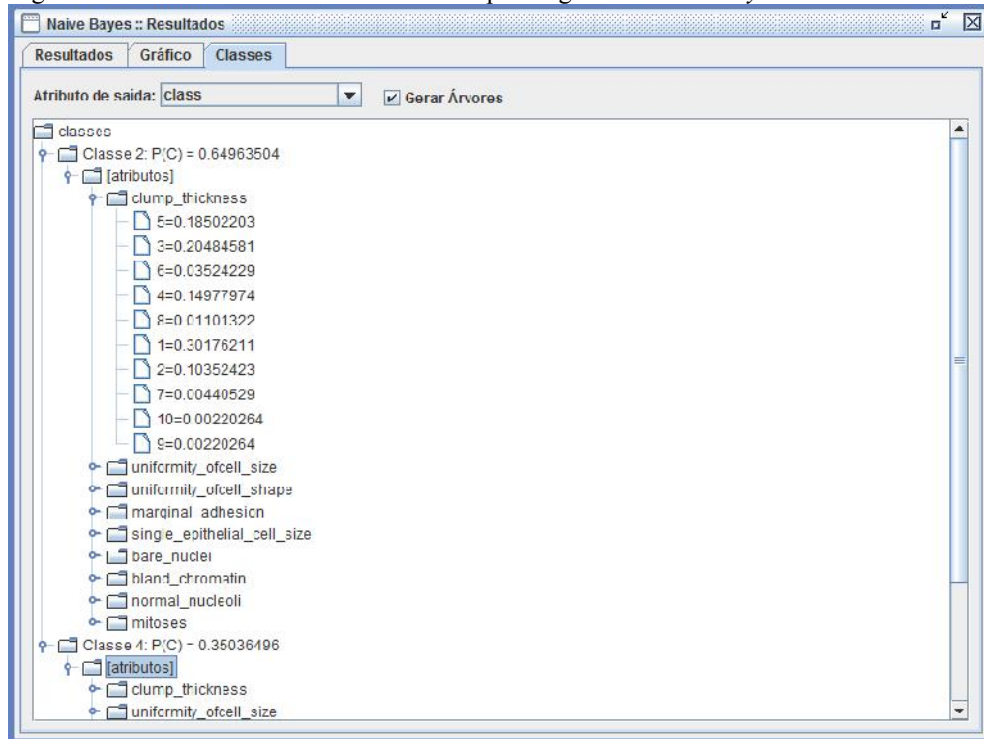 Naive Bayes :: Resultados
Resultados Gráfico Classes
Atributo de saída: class Gerar Árvores
classes
Classe 2: P(C) = 0.64963504
[atributos]
clump_thickness
5=0.18502203
3=0.20484581
6=0.03524229
4=0.14977974
8=0.01101322
1=0.30176211
2=0.10352423
7=0.00440529
10=0.00220264
9=0.00220264
uniformity_ofcell_size
uniformity_ofcell_shape
marginal_adhesion
single_epithelial_cell_size
bare_nuclei
bland_chromatin
normal_nucleoli
mitoses
Classe 4: P(C) = 0.35036496
[atributos]
clump_thickness
uniformity_ofcell_size